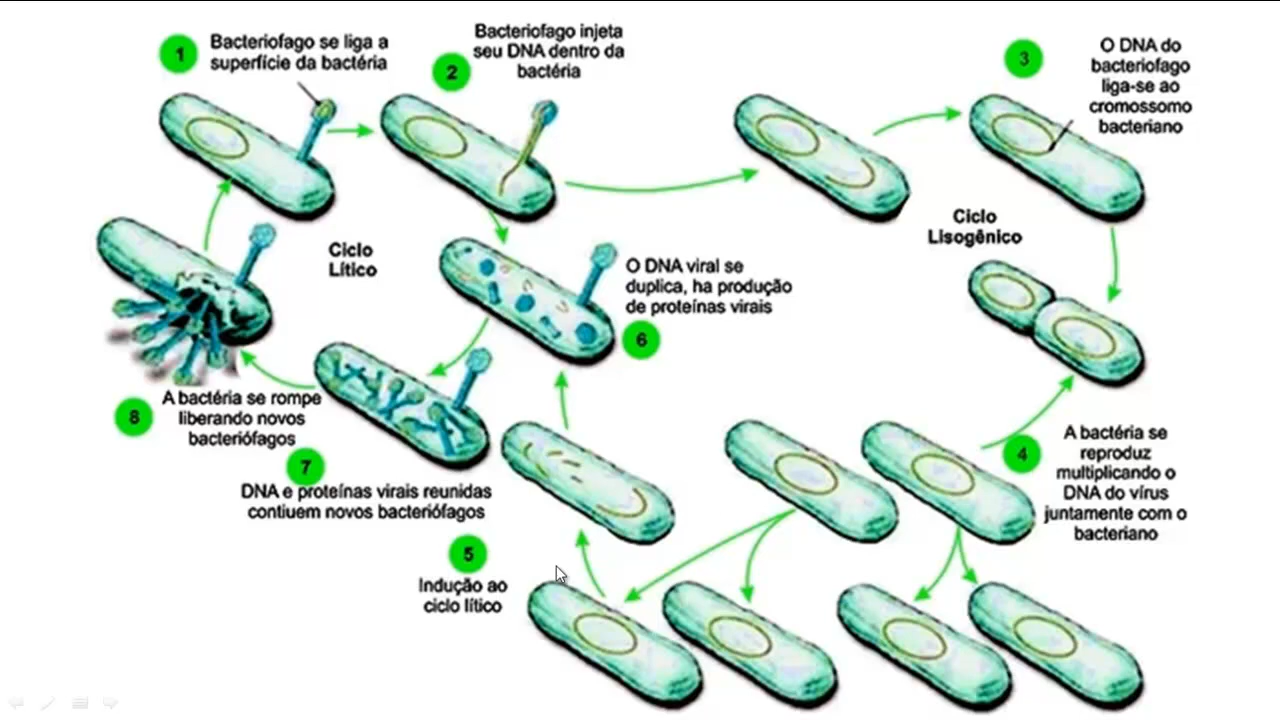 1
Bacteriofago se liga a
superfície da bactéria
2
Bacteriofago injeta
seu DNA dentro da
bactéria
3
O DNA do
bacteriofago
liga-se ao
cromossomo
bacteriano
Ciclo
Lítico
Ciclo
Lisogênico
O DNA viral se
duplica, ha produção
de proteínas virais
6
8
A bactéria se rompe
liberando novos
bacteriófagos
7
DNA e proteínas virais reunidas
contiuem novos bacteriófagos
4
A bactéria se
reproduz
multiplicando o
DNA do vírus
juntamente com o
bacteriano
5
Indução ao
ciclo lítico